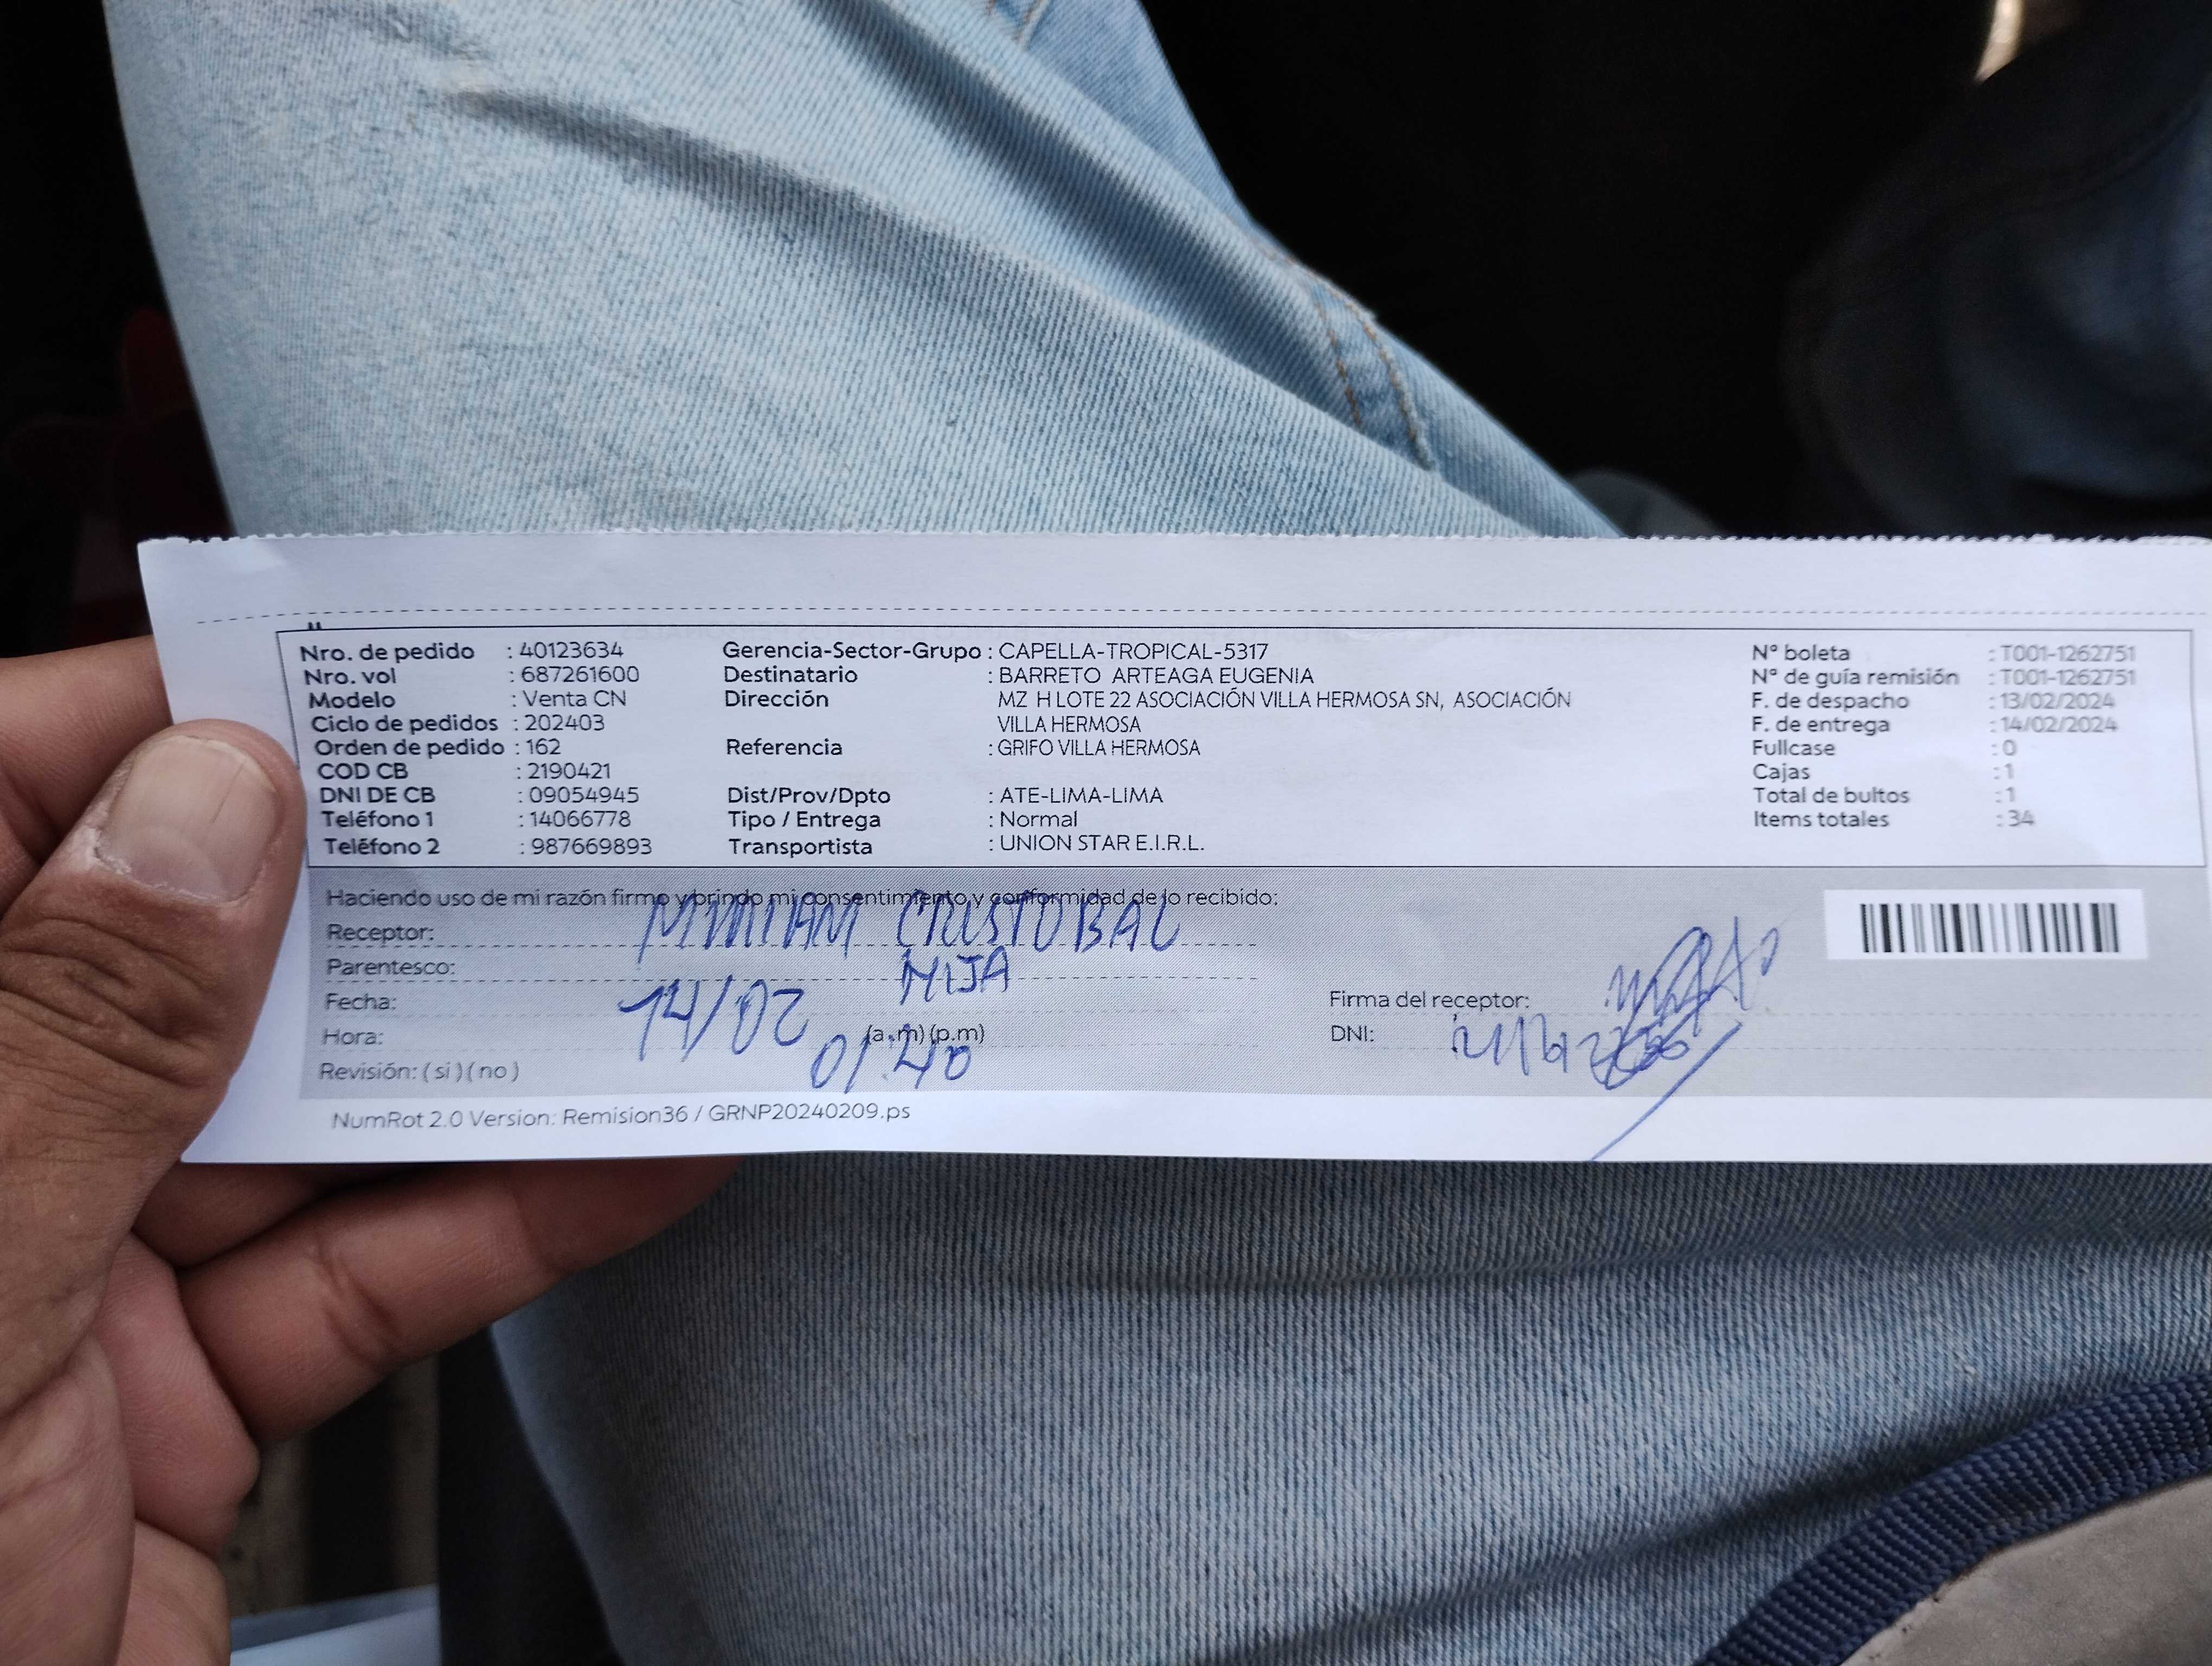 Nro. de pedido : 40123634
Nro. vol : 687261600
Modelo : Venta CN
Ciclo de pedidos : 202403
Orden de pedido : 162
COD CB : 2190421
DNI DE CB : 09054945
Teléfono 1 : 14066778
Teléfono 2 : 987669893
Gerencia-Sector-Grupo : CAPELLA-TROPICAL-5317
Destinatario : BARRETO ARTEAGA EUGENIA
Dirección MZ H LOTE 22 ASOCIACIÓN VILLA HERMOSA SN, ASOCIACIÓN
VILLA HERMOSA
Referencia : GRIFO VILLA HERMOSA
Dist/Prov/Dpto : ATE-LIMA-LIMA
Tipo / Entrega : Normal
Transportista : UNION STAR E.I.R.L.
N° boleta : T001-1262751
N° de guía remisión : T001-1262751
F. de despacho : 13/02/2024
F. de entrega : 14/02/2024
Fullcase : 0
Cajas : 1
Total de bultos : 1
Items totales : 34
Haciendo uso de mi razón firmo y brindo mi consentimiento y conformidad de lo recibido:
Receptor: CRISTOBAL
Parentesco: HIJA
Fecha: 14/02
Hora: (a.m) (p.m) 01:40
Revisión: ( si ) ( no )
Firma del receptor:
DNI:
NumRot 2.0 Version: Remision36 / GRNP20240209.ps